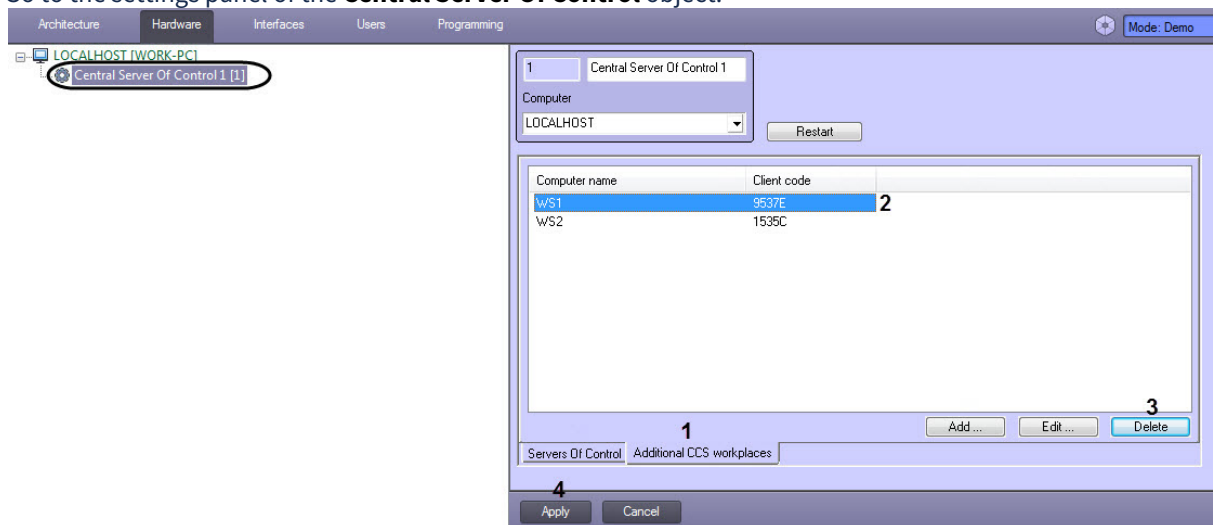 Go to the settings panel of the Central Server Of Control object.
Architecture Hardware Interfaces Users Programming Mode: Demo
LOCALHOST [WORK-PC]
Central Server Of Control 1 [1]
1 Central Server Of Control 1
Computer
LOCALHOST Restart
Computer name Client code
WS1 9537E 2
WS2 1535C
3
Add ... Edit ... Delete
1
Servers Of Control Additional CCS workplaces
4
Apply Cancel